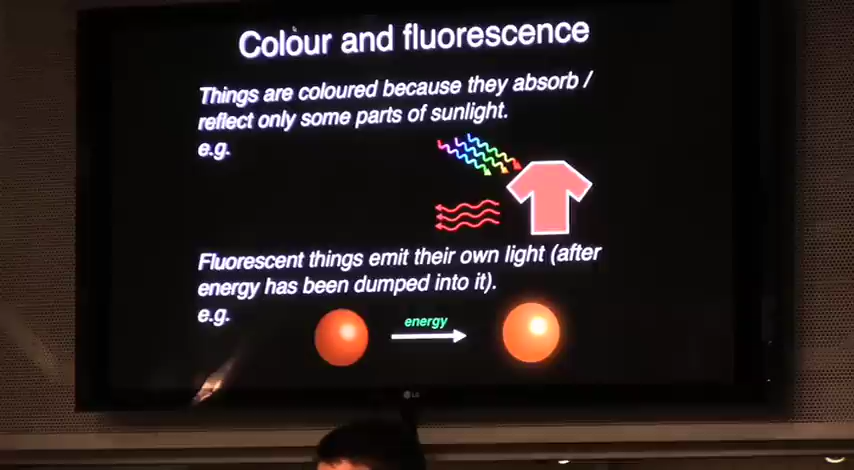 Colour and fluorescence
Things are coloured because they absorb /
reflect only some parts of sunlight.
e.g.
Fluorescent things emit their own light (after
energy has been dumped into it).
e.g.
energy
LG